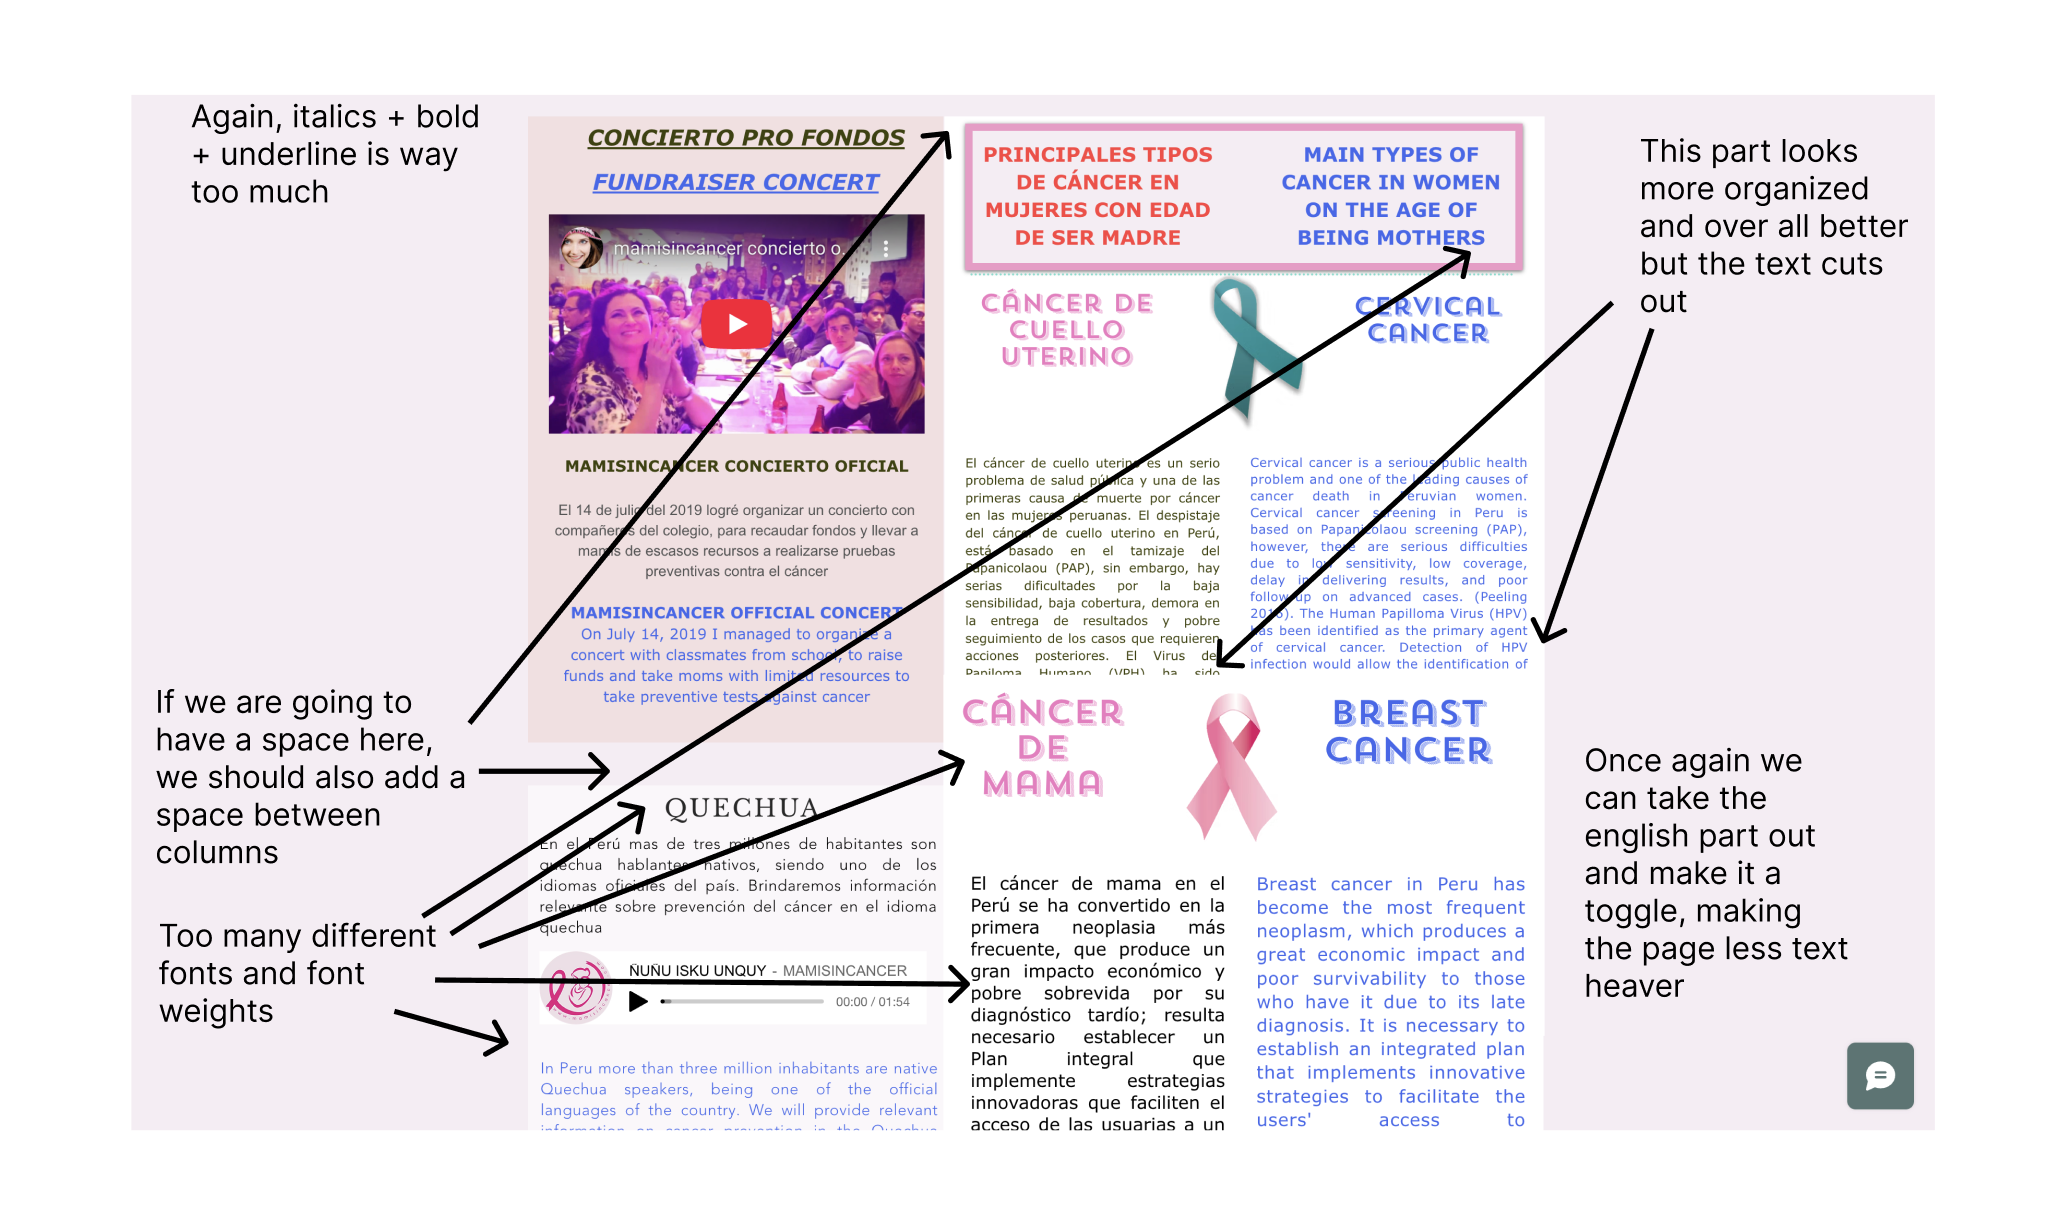 Again, italics + bold
+ underline is way
too much
If we are going to
have a space here,
we should also add a
space between
columns
Too many different
fonts and font
weights
CONCIERTO PRO FONDOS
FUNDRAISER CONCERT
mamisincancer concierto o...
MAMISINCANCER CONCIERTO OFICIAL
El 14 de julio del 2019 logré organizar un concierto con
compañeros del colegio, para recaudar fondos y llevar a
mamis de escasos recursos a realizarse pruebas
preventivas contra el cáncer
MAMISINCANCER OFFICIAL CONCERT
On July 14, 2019 I managed to organize a
concert with classmates from school, to raise
funds and take moms with limited resources to
take preventive tests against cancer
QUECHUA
En el Perú mas de tres millones de habitantes son
quechua hablantes nativos, siendo uno de los
idiomas oficiales del país. Brindaremos información
relevante sobre prevención del cáncer en el idioma
quechua
ÑUÑU ISKU UNQUY - MAMISINCANCER
00:00 / 01:54
In Peru more than three million inhabitants are native
Quechua speakers, being one of the official
languages of the country. We will provide relevant
information on cancer prevention in the Quechua
PRINCIPALES TIPOS
DE CÁNCER EN
MUJERES CON EDAD
DE SER MADRE
MAIN TYPES OF
CANCER IN WOMEN
ON THE AGE OF
BEING MOTHERS
CÁNCER DE
CUELLO
UTERINO
CERVICAL
CANCER
El cáncer de cuello uterino es un serio
problema de salud pública y una de las
primeras causa de muerte por cáncer
en las mujeres peruanas. El despistaje
del cáncer de cuello uterino en Perú,
está basado en el tamizaje del
Papanicolaou (PAP), sin embargo, hay
serias dificultades por la baja
sensibilidad, baja cobertura, demora en
la entrega de resultados y pobre
seguimiento de los casos que requieren
acciones posteriores. El Virus del
Papiloma Humano (VPH) ha sido
Cervical cancer is a serious public health
problem and one of the leading causes of
cancer death in Peruvian women.
Cervical cancer screening in Peru is
based on Papanicolaou screening (PAP),
however, there are serious difficulties
due to low sensitivity, low coverage,
delay in delivering results, and poor
follow-up on advanced cases. (Peeling
). The Human Papilloma Virus (HPV)
has been identified as the primary agent
of cervical cancer. Detection of HPV
infection would allow the identification of
CÁNCER
DE
MAMA
BREAST
CANCER
El cáncer de mama en el
Perú se ha convertido en la
primera neoplasia más
frecuente, que produce un
gran impacto económico y
pobre sobrevida por su
diagnóstico tardío; resulta
necesario establecer un
Plan integral que
implemente estrategias
innovadoras que faciliten el
acceso de las usuarias a un
Breast cancer in Peru has
become the most frequent
neoplasm, which produces a
great economic impact and
poor survivability to those
who have it due to its late
diagnosis. It is necessary to
establish an integrated plan
that implements innovative
strategies to facilitate the
users' access to
This part looks
more organized
and over all better
but the text cuts
out
Once again we
can take the
english part out
and make it a
toggle, making
the page less text
heaver